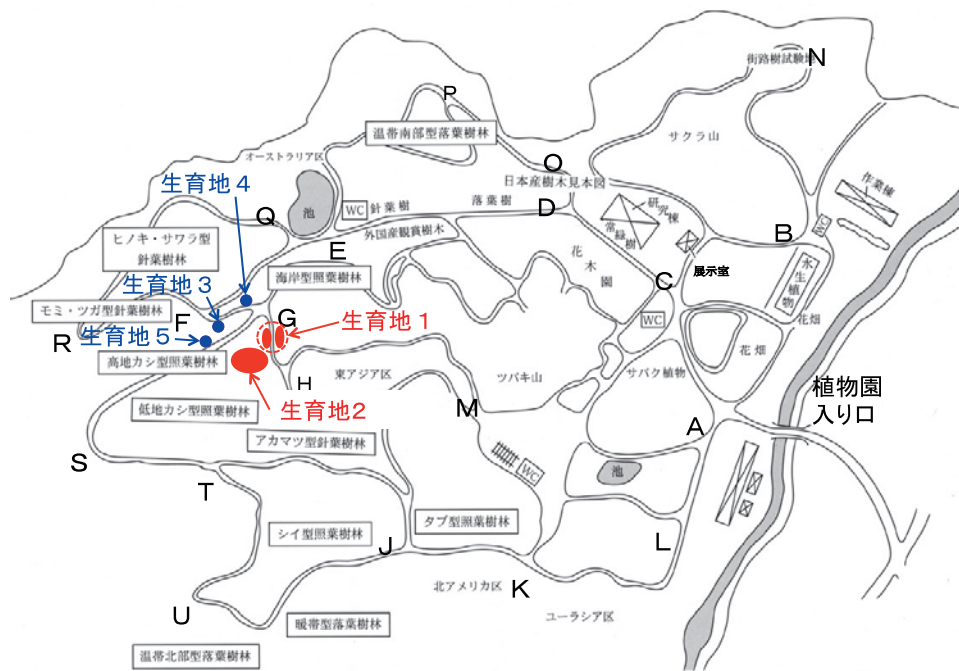 街路樹試験地
N
P
サクラ山
温帯南部型落葉樹林
O
オーストラリア区
日本産樹木見本図
作業棟
生育地4
研究棟
WC
針葉樹
落葉樹
D
Q
池
常緑樹
外国産観賞樹木
B
WC
ヒノキ・サワラ型
針葉樹林
E
花木園
展示室
水生植物
海岸型照葉樹林
C
生育地3
モミ・ツガ型針葉樹林
F
G
生育地1
WC
花畑
R
生育地5
高地カシ型照葉樹林
花畑
東アジア区
ツバキ山
サバク植物
植物園
入り口
H
低地カシ型照葉樹林
生育地2
M
アカマツ型針葉樹林
A
S
WC
池
T
シイ型照葉樹林
タブ型照葉樹林
J
L
K
北アメリカ区
U
暖帯型落葉樹林
ユーラシア区
温帯北部型落葉樹林